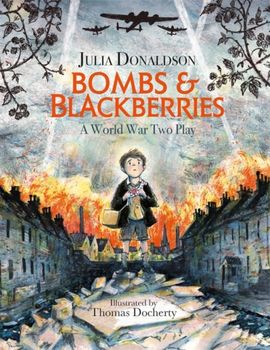 JULIA DONALDSON
BOMBS &
BLACKBERRIES
A World War Two Play
Illustrated by
Thomas Docherty